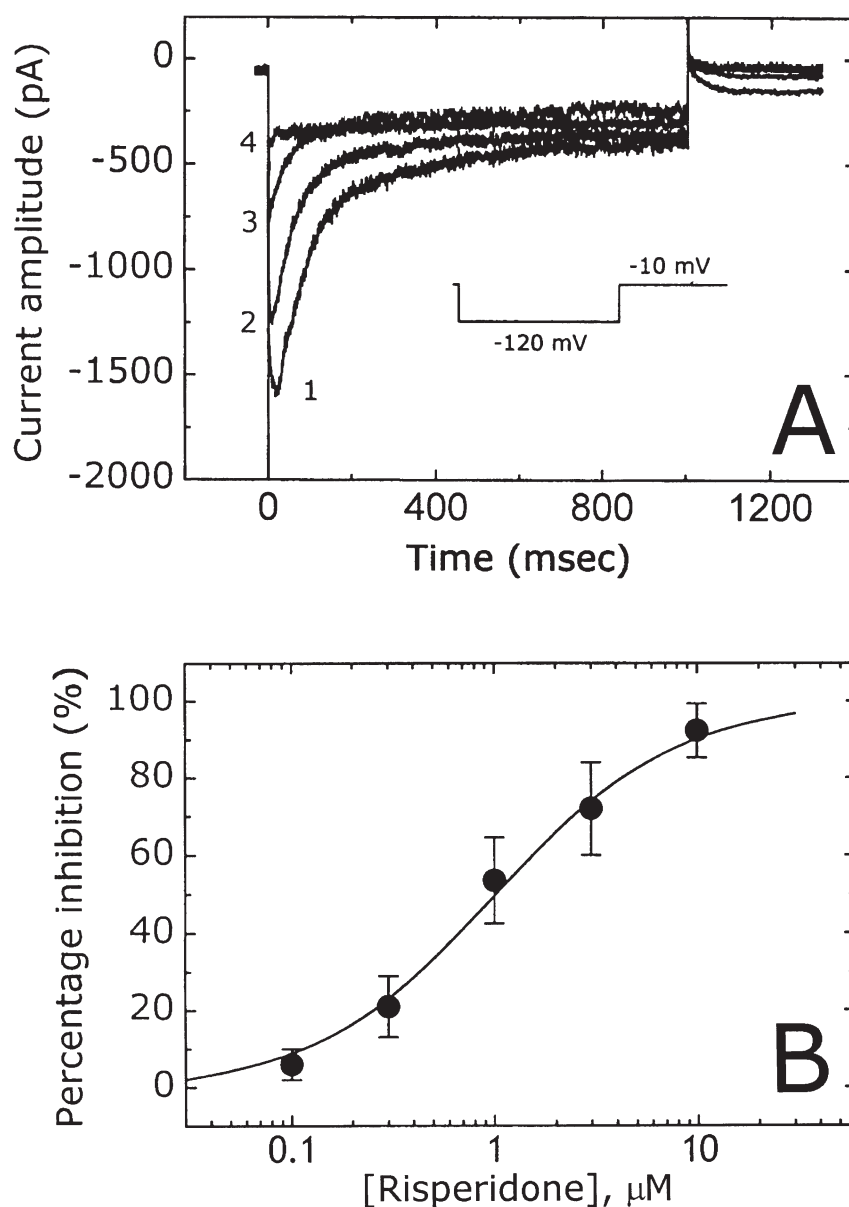 Current amplitude (pA)
0
-500
-1000
-1500
-2000
4
3
2
1
-10 mV
-120 mV
A
0
400
800
1200
Time (msec)
Percentage inhibition (%)
100
80
60
40
20
0
B
0.1
1
10
[Risperidone], μM